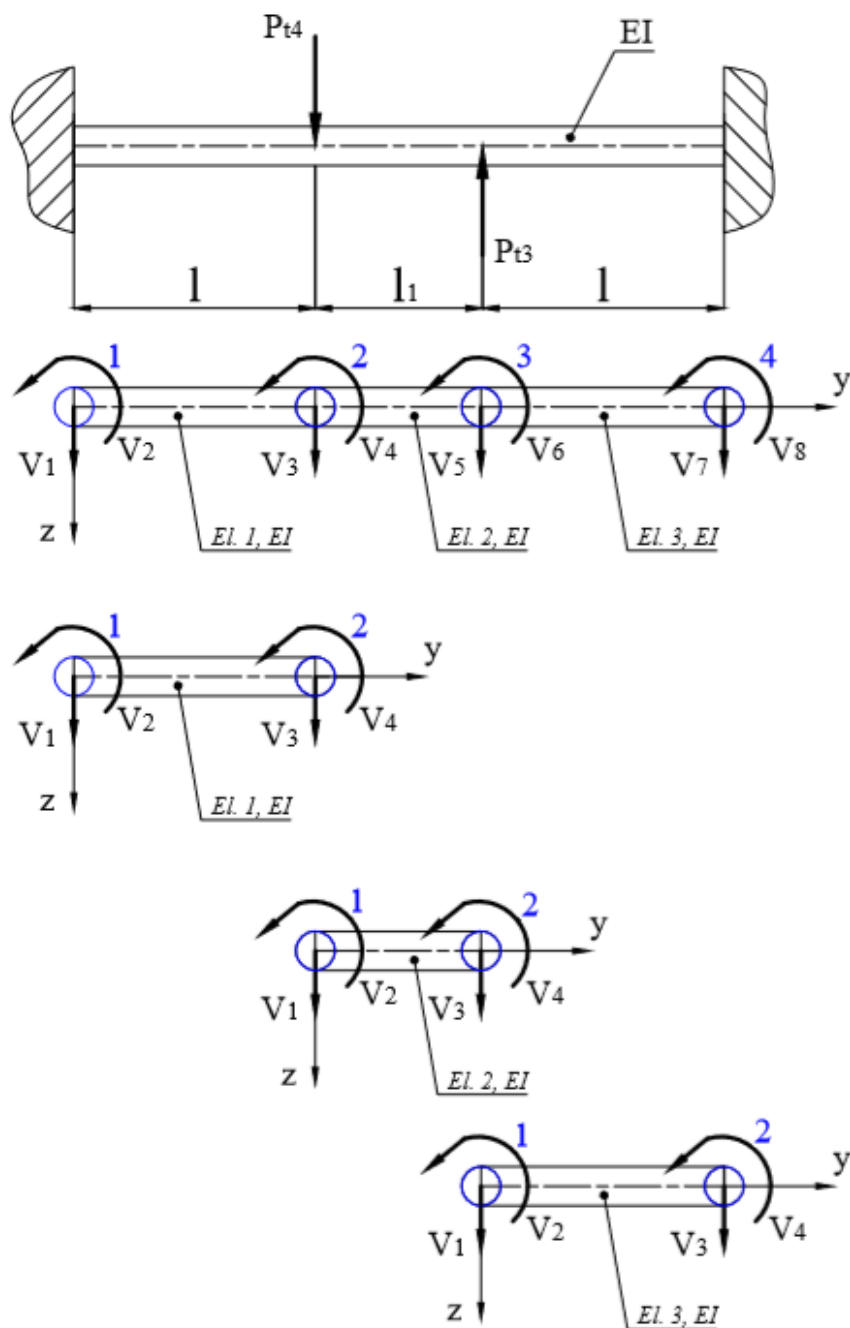 Pt4 EI
Pt3
l l1 l
1 2 3 4
y
V1 V2 V3 V4 V5 V6 V7 V8
z El. 1, EI El. 2, EI El. 3, EI
1 2
y
V1 V2 V3 V4
z El. 1, EI
1 2
y
V1 V2 V3 V4
z El. 2, EI
1 2
y
V1 V2 V3 V4
z El. 3, EI